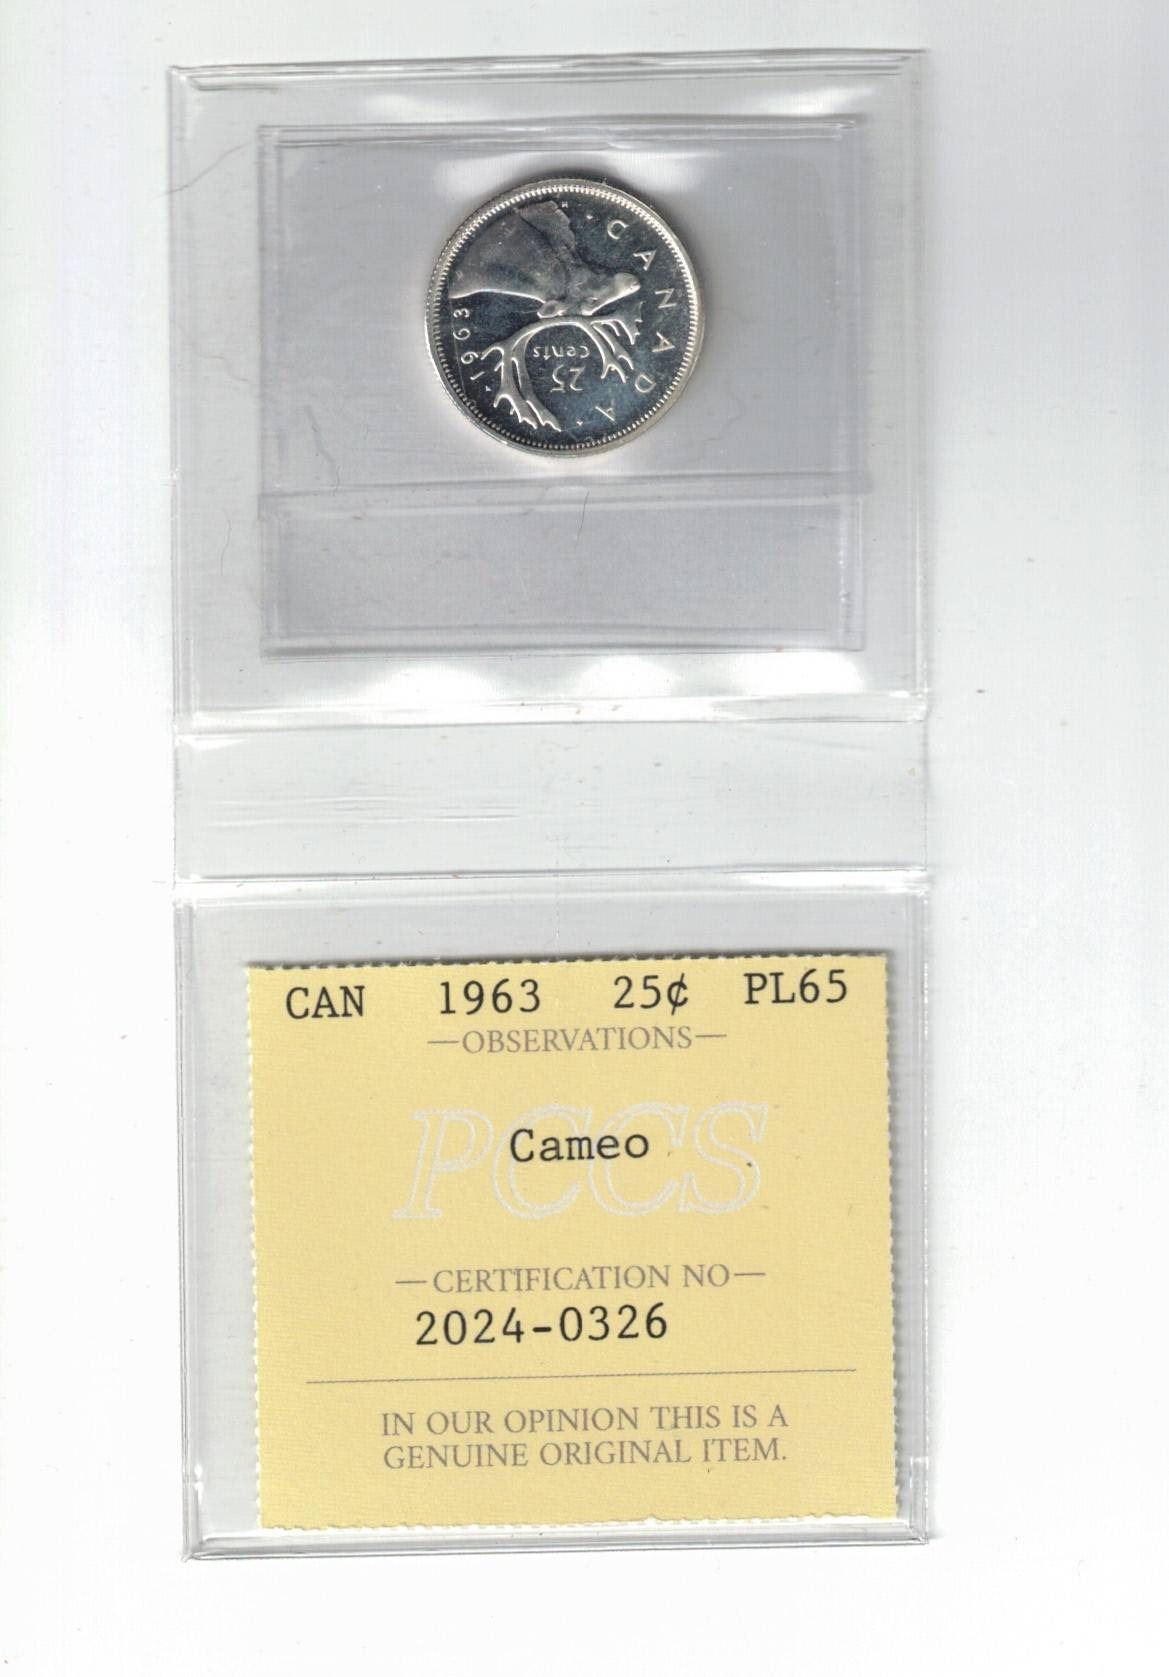 CANADA
25
cents
1963
CAN 1963 25¢ PL65
—OBSERVATIONS—
PCCS
Cameo
—CERTIFICATION NO—
2024-0326
IN OUR OPINION THIS IS A
GENUINE ORIGINAL ITEM.